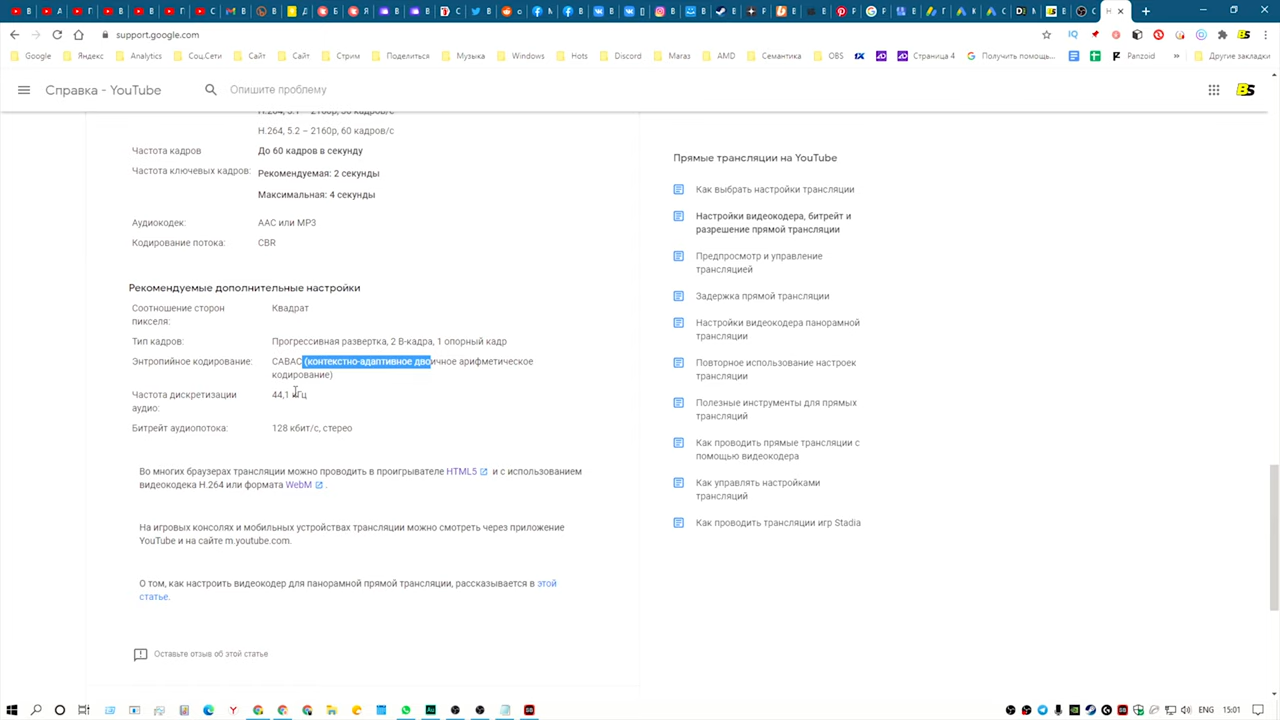 В
Г
В
Г
С
М
В
Д
Я
В
С
В
r
М
В
В
Д
С
В
Р
Г
В
Г
А
С
D
В
С
Н
support.google.com
IQ
Google
Яндекс
Analytics
Соц.Сети
Сайт
Сайт
Стрим
Поделиться
Музыка
Windows
Hots
Discord
Maras
AMD
Семантика
OBS
Страница 4
Получить помощь...
Panzoid
»
Другие закладки
Справка - YouTube
Опишите проблему
H.264, 5.2 – 2160p, 60 кадров/с
Частота кадров
До 60 кадров в секунду
Частота ключевых кадров:
Рекомендуемая: 2 секунды
Максимальная: 4 секунды
Аудиокодек:
AAC или MP3
Кодирование потока:
CBR
Рекомендуемые дополнительные настройки
Соотношение сторон
пикселя:
Квадрат
Тип кадров:
Прогрессивная развертка, 2 B-кадра, 1 опорный кадр
Энтропийное кодирование:
CABAC (контекстно-адаптивное двоичное арифметическое
кодирование)
Частота дискретизации
аудио:
44,1 кГц
Битрейт аудиопотока:
128 кбит/с, стерео
Во многих браузерах трансляции можно проводить в проигрывателе HTML5 и с использованием
видеокодека H.264 или формата WebM .
На игровых консолях и мобильных устройствах трансляции можно смотреть через приложение
YouTube и на сайте m.youtube.com.
О том, как настроить видеокодер для панорамной прямой трансляции, рассказывается в этой
статье.
Оставьте отзыв об этой статье
Прямые трансляции на YouTube
Как выбрать настройки трансляции
Настройки видеокодера, битрейт и
разрешение прямой трансляции
Предпросмотр и управление
трансляцией
Задержка прямой трансляции
Настройки видеокодера панорамной
трансляции
Повторное использование настроек
трансляции
Полезные инструменты для прямых
трансляций
Как проводить прямые трансляции с
помощью видеокодера
Как управлять настройками
трансляций
Как проводить трансляции игр Stadia
ENG
15:01